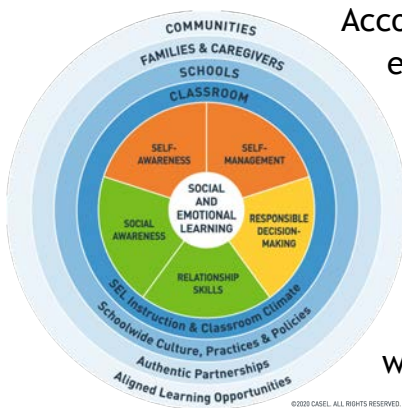 COMMUNITIES
FAMILIES & CAREGIVERS
SCHOOLS
CLASSROOM
SELF-
AWARENESS
SELF-
MANAGEMENT
SOCIAL
AND
EMOTIONAL
LEARNING
SOCIAL
AWARENESS
RESPONSIBLE
DECISION-
MAKING
RELATIONSHIP
SKILLS
SEL Instruction & Classroom Climate
Schoolwide Culture, Practices & Policies
Authentic Partnerships
Aligned Learning Opportunities
Acco
e
w
©2020 CASEL. ALL RIGHTS RESERVED.